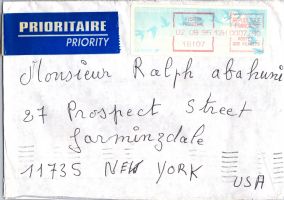 PRIORITAIRE
PRIORITY
Monsieur Ralph abahuni
27 Prospect Street
Farmingdale
11735 NEW YORK
USA